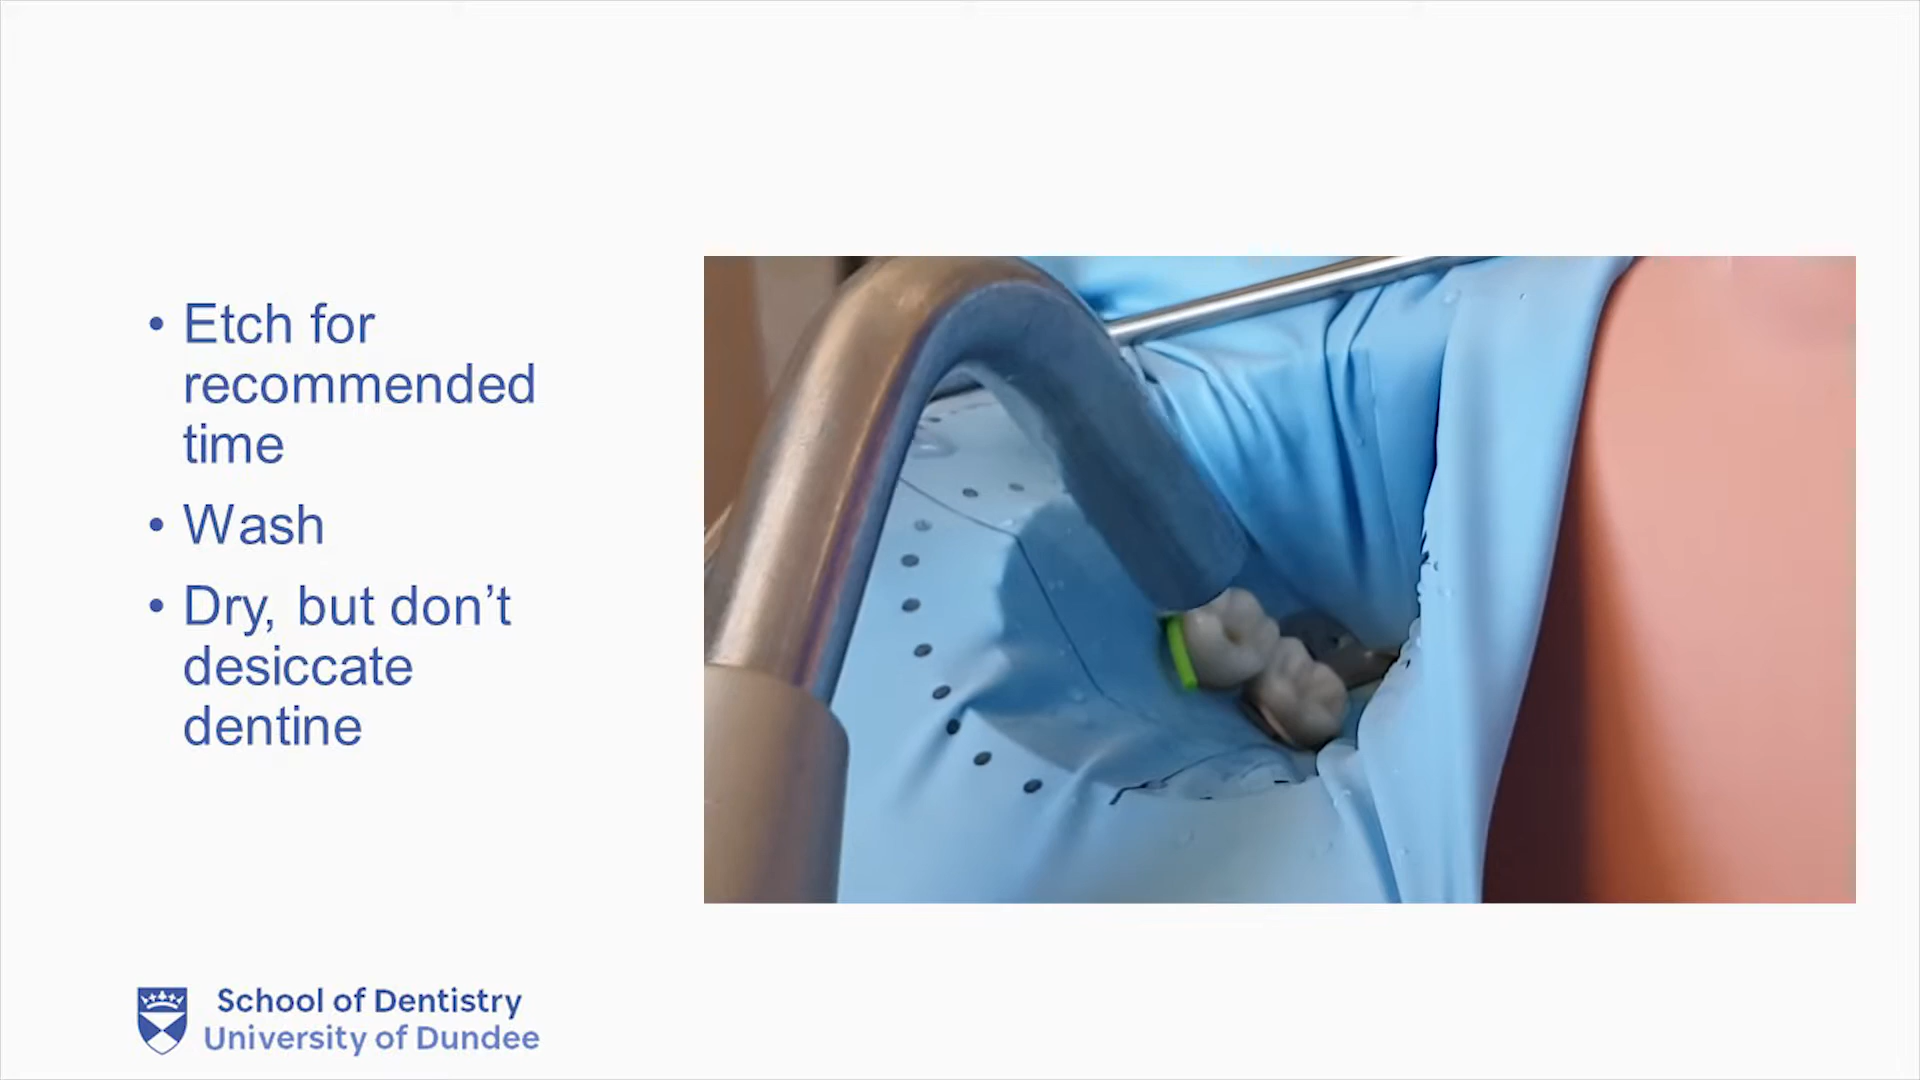 • Etch for
recommended
time
• Wash
• Dry, but don’t
desiccate
dentine
School of Dentistry
University of Dundee